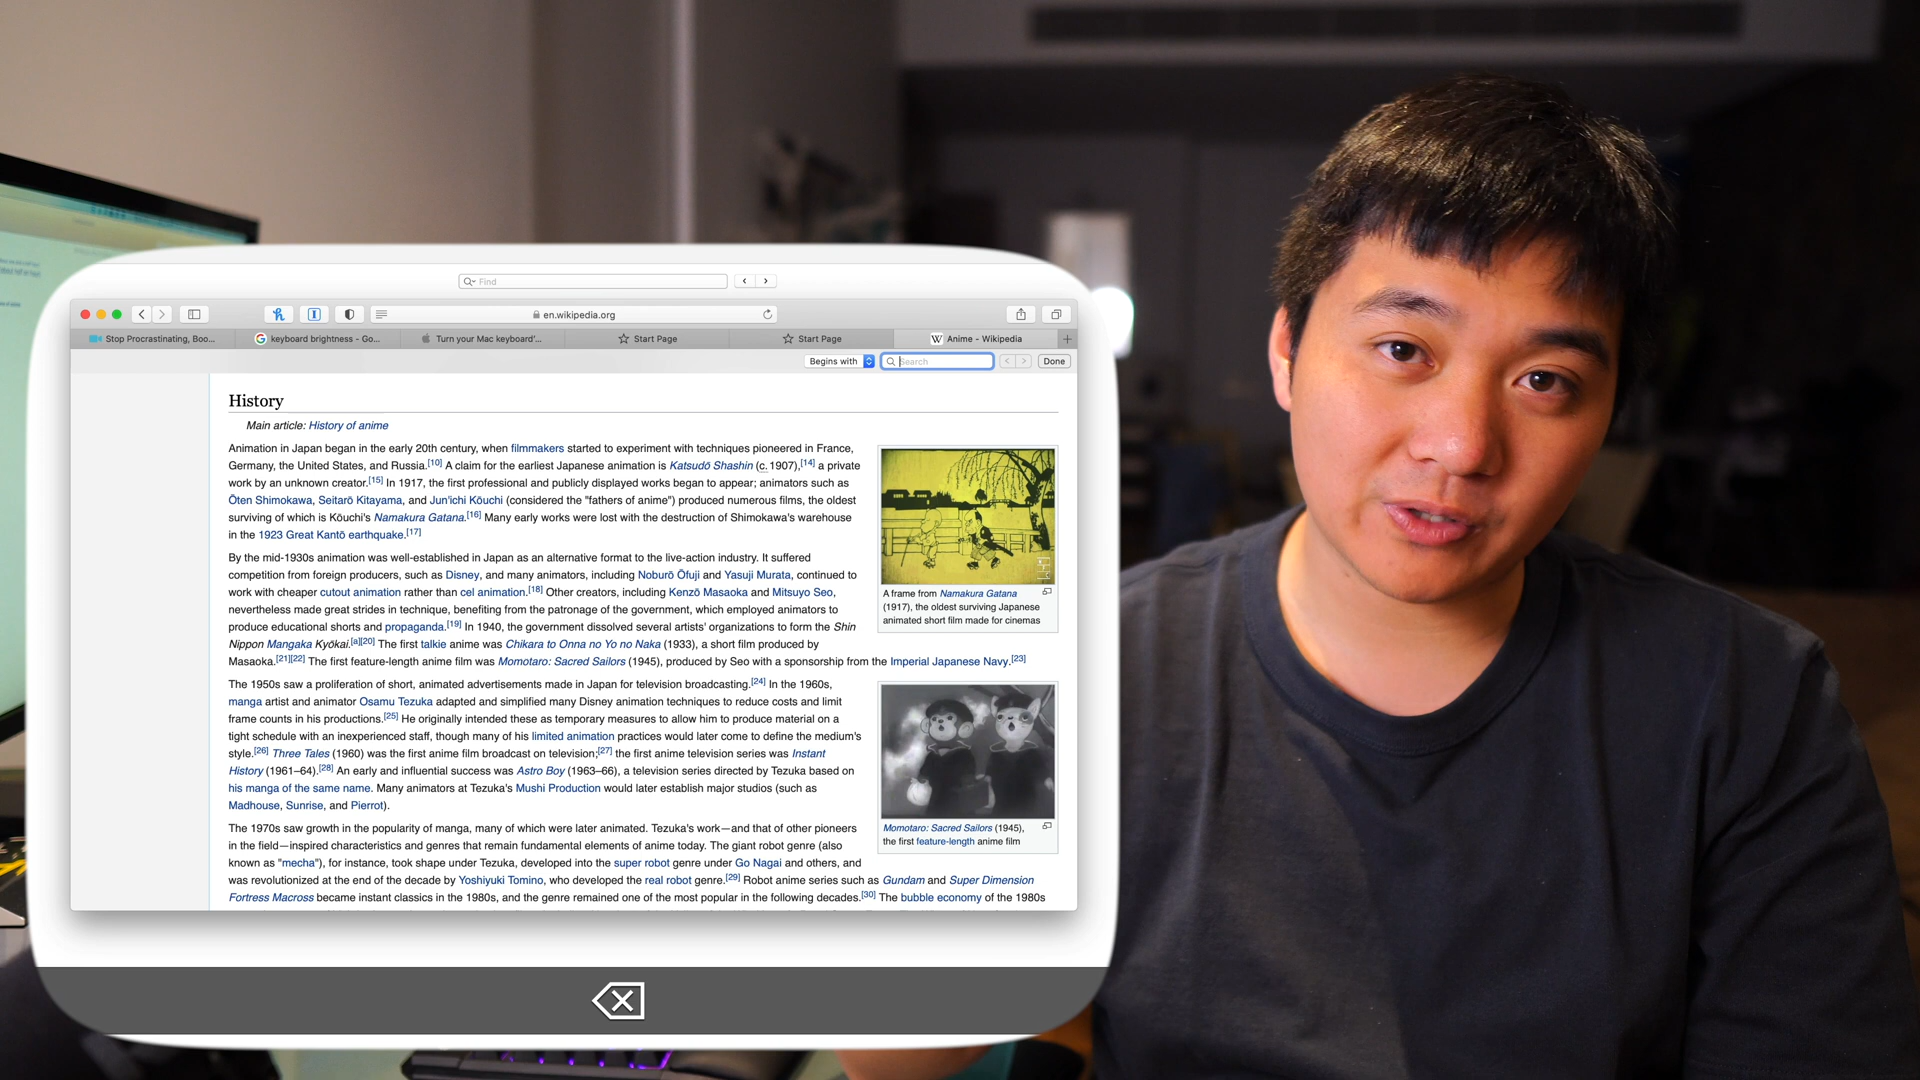 Find
en.wikipedia.org
Stop Procrastinating, Boo...
keyboard brightness - Go...
Turn your Mac keyboard'...
Start Page
Start Page
Anime - Wikipedia
Begins with
Search
Done
History
Main article: History of anime
Animation in Japan began in the early 20th century, when filmmakers started to experiment with techniques pioneered in France,
Germany, the United States, and Russia.[10] A claim for the earliest Japanese animation is Katsudō Shashin (c. 1907),[14] a private
work by an unknown creator.[15] In 1917, the first professional and publicly displayed works began to appear; animators such as
Ōten Shimokawa, Seitarō Kitayama, and Jun'ichi Kōuchi (considered the "fathers of anime") produced numerous films, the oldest
surviving of which is Kōuchi's Namakura Gatana.[16] Many early works were lost with the destruction of Shimokawa's warehouse
in the 1923 Great Kantō earthquake.[17]
A frame from Namakura Gatana
(1917), the oldest surviving Japanese
animated short film made for cinemas
By the mid-1930s animation was well-established in Japan as an alternative format to the live-action industry. It suffered
competition from foreign producers, such as Disney, and many animators, including Noburō Ōfuji and Yasuji Murata, continued to
work with cheaper cutout animation rather than cel animation.[18] Other creators, including Kenzō Masaoka and Mitsuyo Seo,
nevertheless made great strides in technique, benefiting from the patronage of the government, which employed animators to
produce educational shorts and propaganda.[19] In 1940, the government dissolved several artists' organizations to form the Shin
Nippon Mangaka Kyōkai.[a][20] The first talkie anime was Chikara to Onna no Yo no Naka (1933), a short film produced by
Masaoka.[21][22] The first feature-length anime film was Momotaro: Sacred Sailors (1945), produced by Seo with a sponsorship from the Imperial Japanese Navy.[23]
The 1950s saw a proliferation of short, animated advertisements made in Japan for television broadcasting.[24] In the 1960s,
manga artist and animator Osamu Tezuka adapted and simplified many Disney animation techniques to reduce costs and limit
frame counts in his productions.[25] He originally intended these as temporary measures to allow him to produce material on a
tight schedule with an inexperienced staff, though many of his limited animation practices would later come to define the medium's
style.[26] Three Tales (1960) was the first anime film broadcast on television;[27] the first anime television series was Instant
History (1961–64).[28] An early and influential success was Astro Boy (1963–66), a television series directed by Tezuka based on
his manga of the same name. Many animators at Tezuka's Mushi Production would later establish major studios (such as
Madhouse, Sunrise, and Pierrot).
Momotaro: Sacred Sailors (1945),
the first feature-length anime film
The 1970s saw growth in the popularity of manga, many of which were later animated. Tezuka's work—and that of other pioneers
in the field—inspired characteristics and genres that remain fundamental elements of anime today. The giant robot genre (also
known as "mecha"), for instance, took shape under Tezuka, developed into the super robot genre under Go Nagai and others, and
was revolutionized at the end of the decade by Yoshiyuki Tomino, who developed the real robot genre.[29] Robot anime series such as Gundam and Super Dimension
Fortress Macross became instant classics in the 1980s, and the genre remained one of the most popular in the following decades.[30] The bubble economy of the 1980s